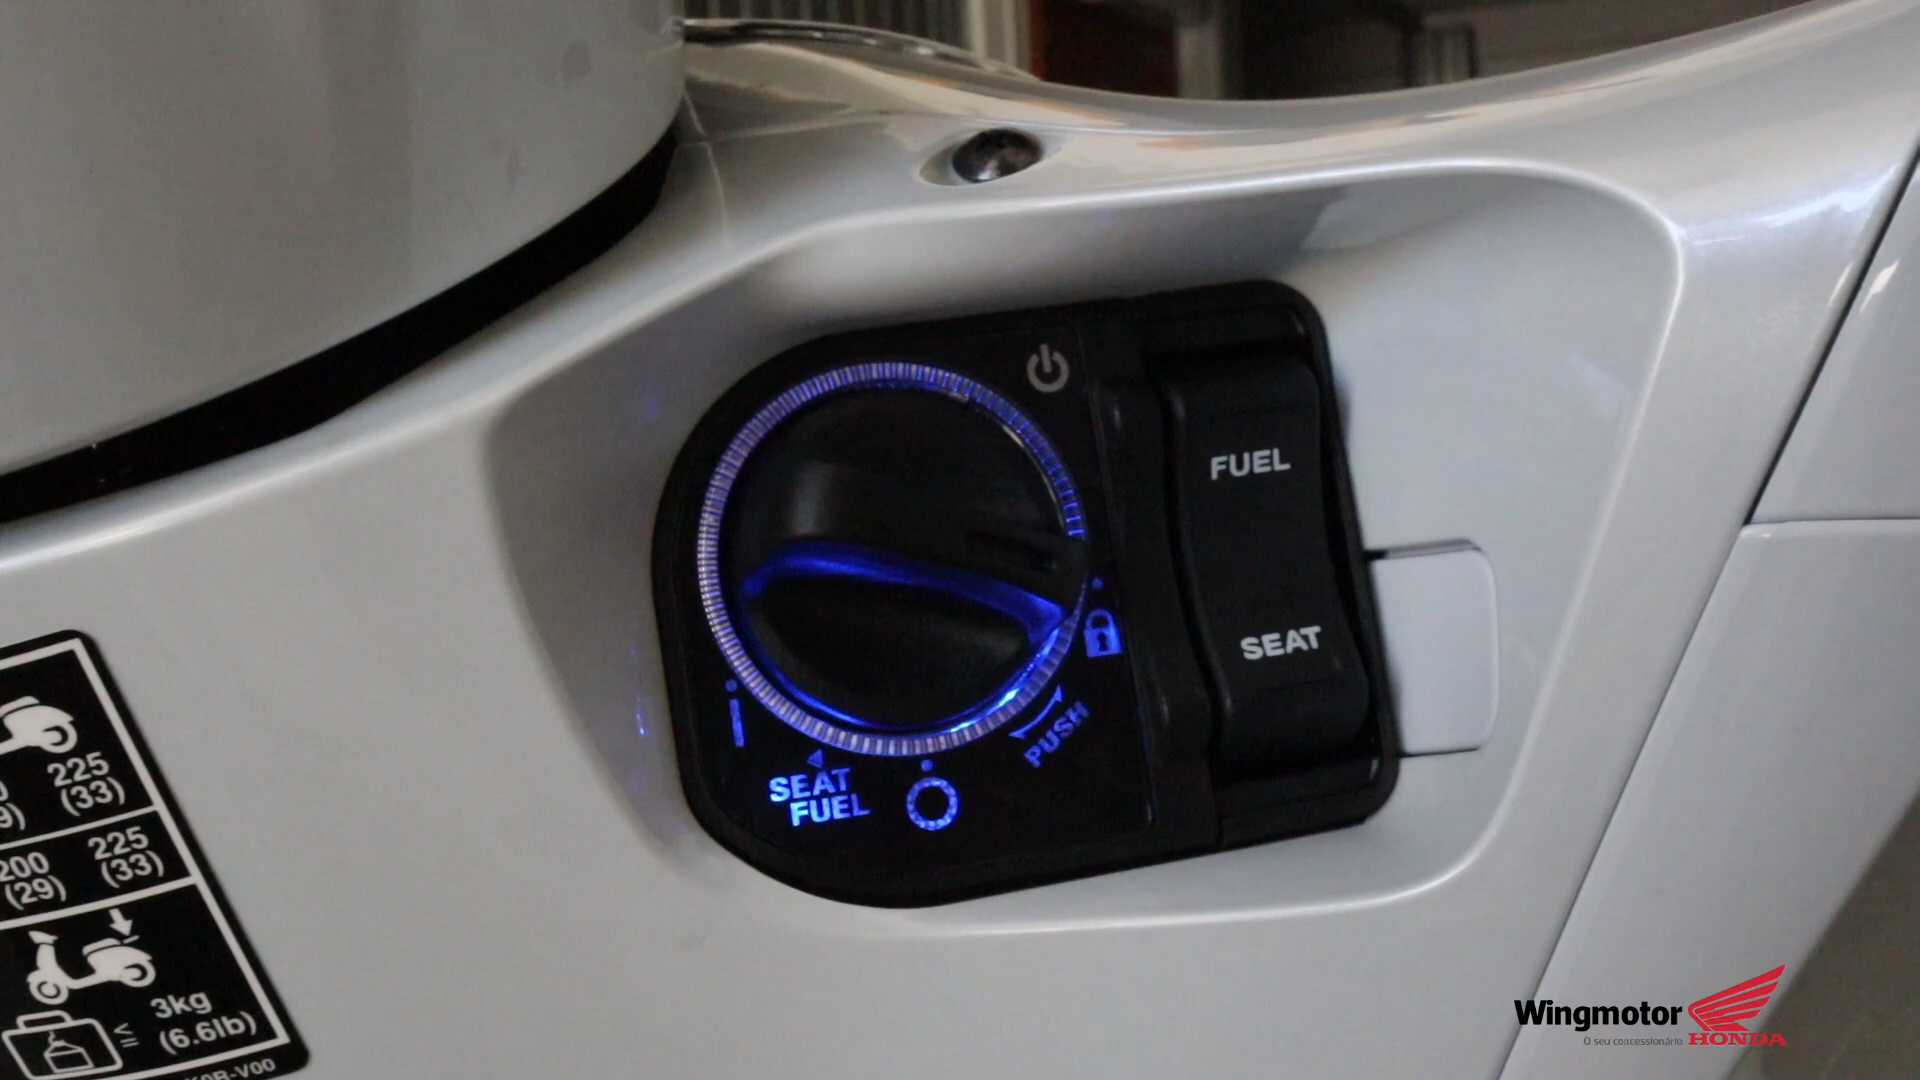 FUEL
SEAT
PUSH
SEAT
FUEL
225
(33)
200
225
(29)
(33)
3kg
(6.6lb)
Wingmotor
O seu concessionário
HONDA